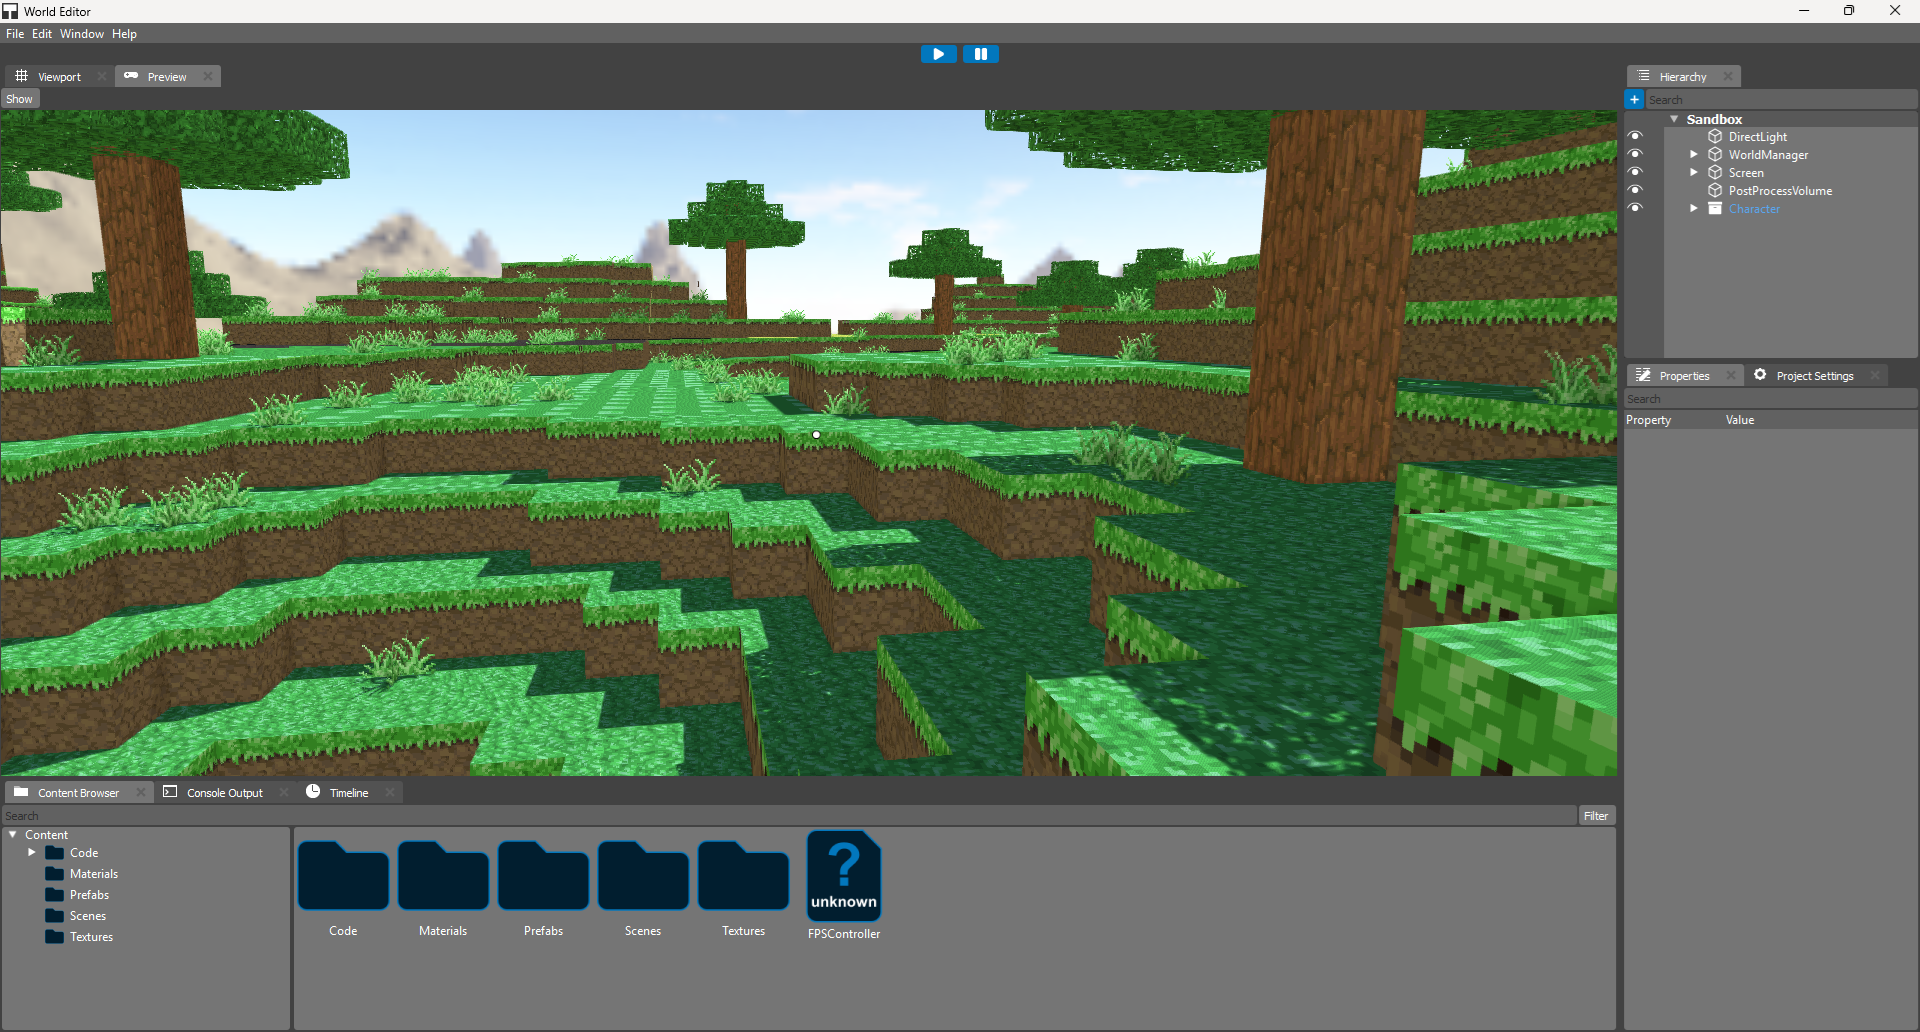 World Editor
File Edit Window Help
Viewport Preview
Show
Hierarchy
Search
Sandbox
DirectLight
WorldManager
Screen
PostProcessVolume
Character
Properties Project Settings
Search
Property Value
Content Browser Console Output Timeline
Search Filter
Content
Code
Materials
Prefabs
Scenes
Textures
? unknown
Code Materials Prefabs Scenes Textures FPSController